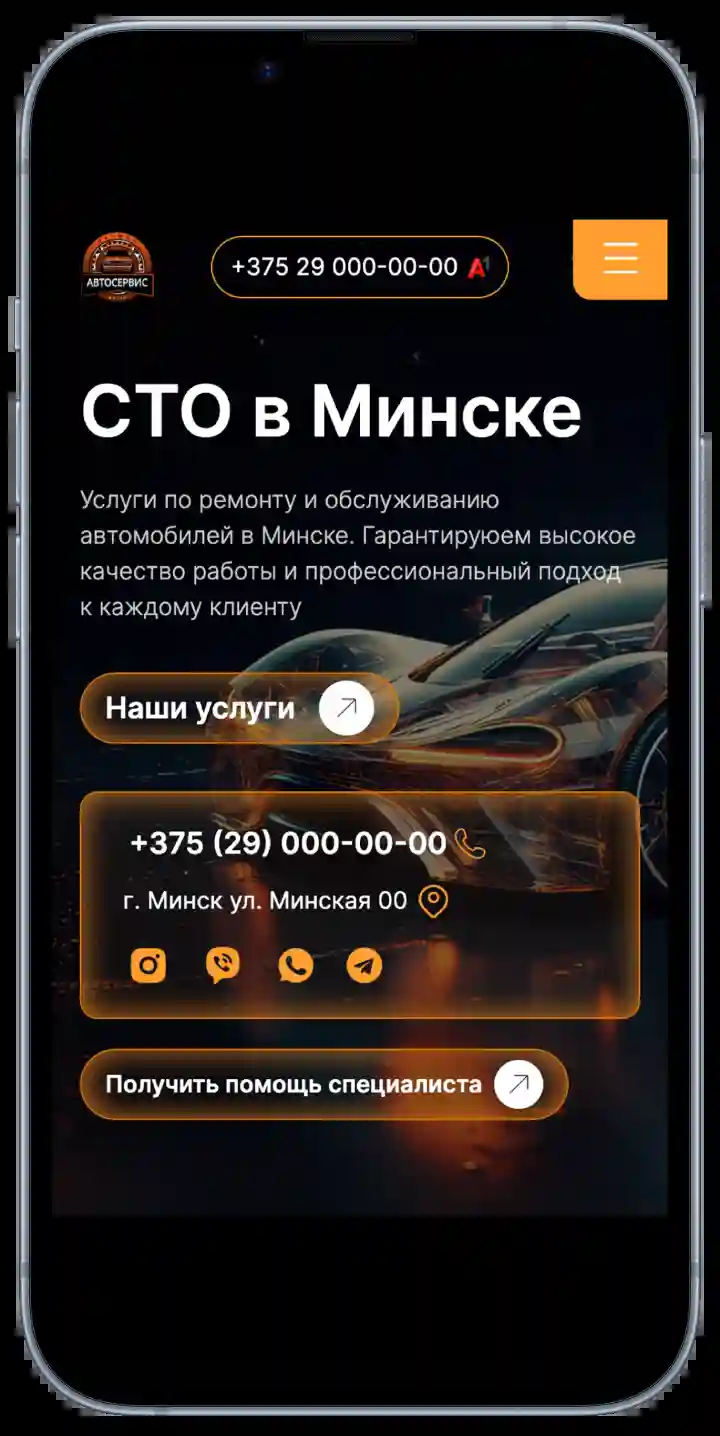 АВТОСЕРВИС
+375 29 000-00-00 A1
СТО в Минске
Услуги по ремонту и обслуживанию
автомобилей в Минске. Гарантируюем высокое
качество работы и профессиональный подход
к каждому клиенту
Наши услуги
+375 (29) 000-00-00
г. Минск ул. Минская 00
Получить помощь специалиста